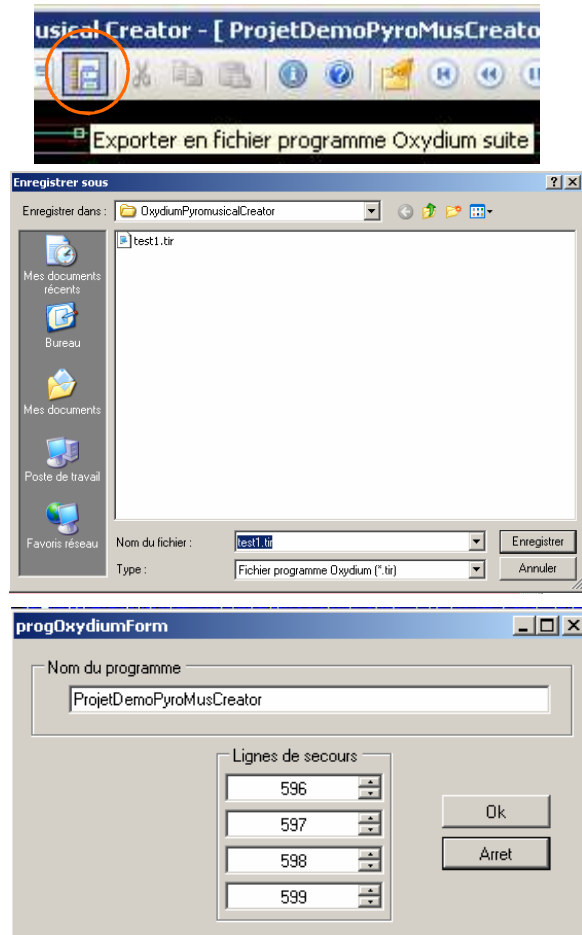 usical Creator - [ ProjetDemoPyroMusCreato
Exporter en fichier programme Oxydium suite
Enregistrer sous
Enregistrer dans :
OxydiumPyromusicalCreator
test1.tir
Mes documents
récents
Bureau
Mes documents
Poste de travail
Favoris réseau
Nom du fichier :
test1.tir
Enregistrer
Type :
Fichier programme Oxydium (*.tir)
Annuler
progOxydiumForm
Nom du programme
ProjetDemoPyroMusCreator
Lignes de secours
596
597
598
599
Ok
Arret